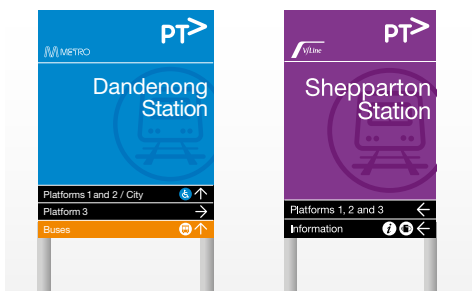 PT>
METRO
Dandenong
Station
Platforms 1 and 2 / City
Platform 3
Buses
PT>
V/Line
Shepparton
Station
Platforms 1, 2 and 3
Information